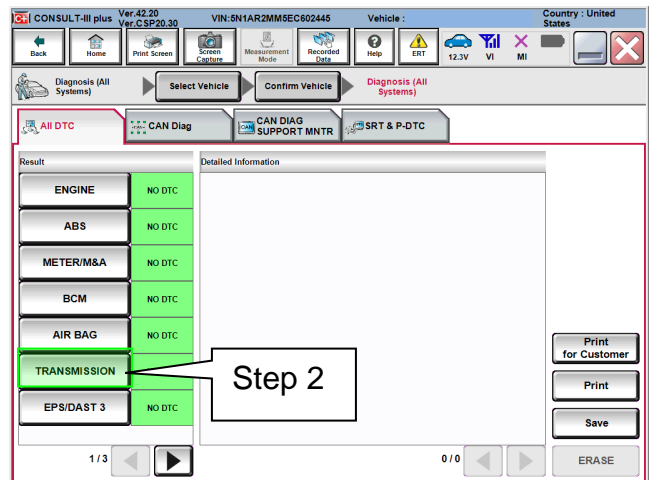 CONSULT-III plus
Ver.42.20
Ver.CSP20.30
VIN:5N1AR2MM5EC602445
Vehicle :
Country : United
States
Back
Home
Print Screen
Screen
Capture
Measurement
Mode
Recorded
Data
Help
ERT
12.3V
VI
MI
Diagnosis (All
Systems)
Select Vehicle
Confirm Vehicle
Diagnosis (All
Systems)
All DTC
CAN Diag
CAN DIAG
SUPPORT MNTR
SRT & P-DTC
Result
Detailed Information
ENGINE
NO DTC
ABS
NO DTC
METER/M&A
NO DTC
BCM
NO DTC
AIR BAG
NO DTC
TRANSMISSION
EPS/DAST 3
NO DTC
Step 2
Print
for Customer
Print
Save
ERASE
1 / 3
0 / 0